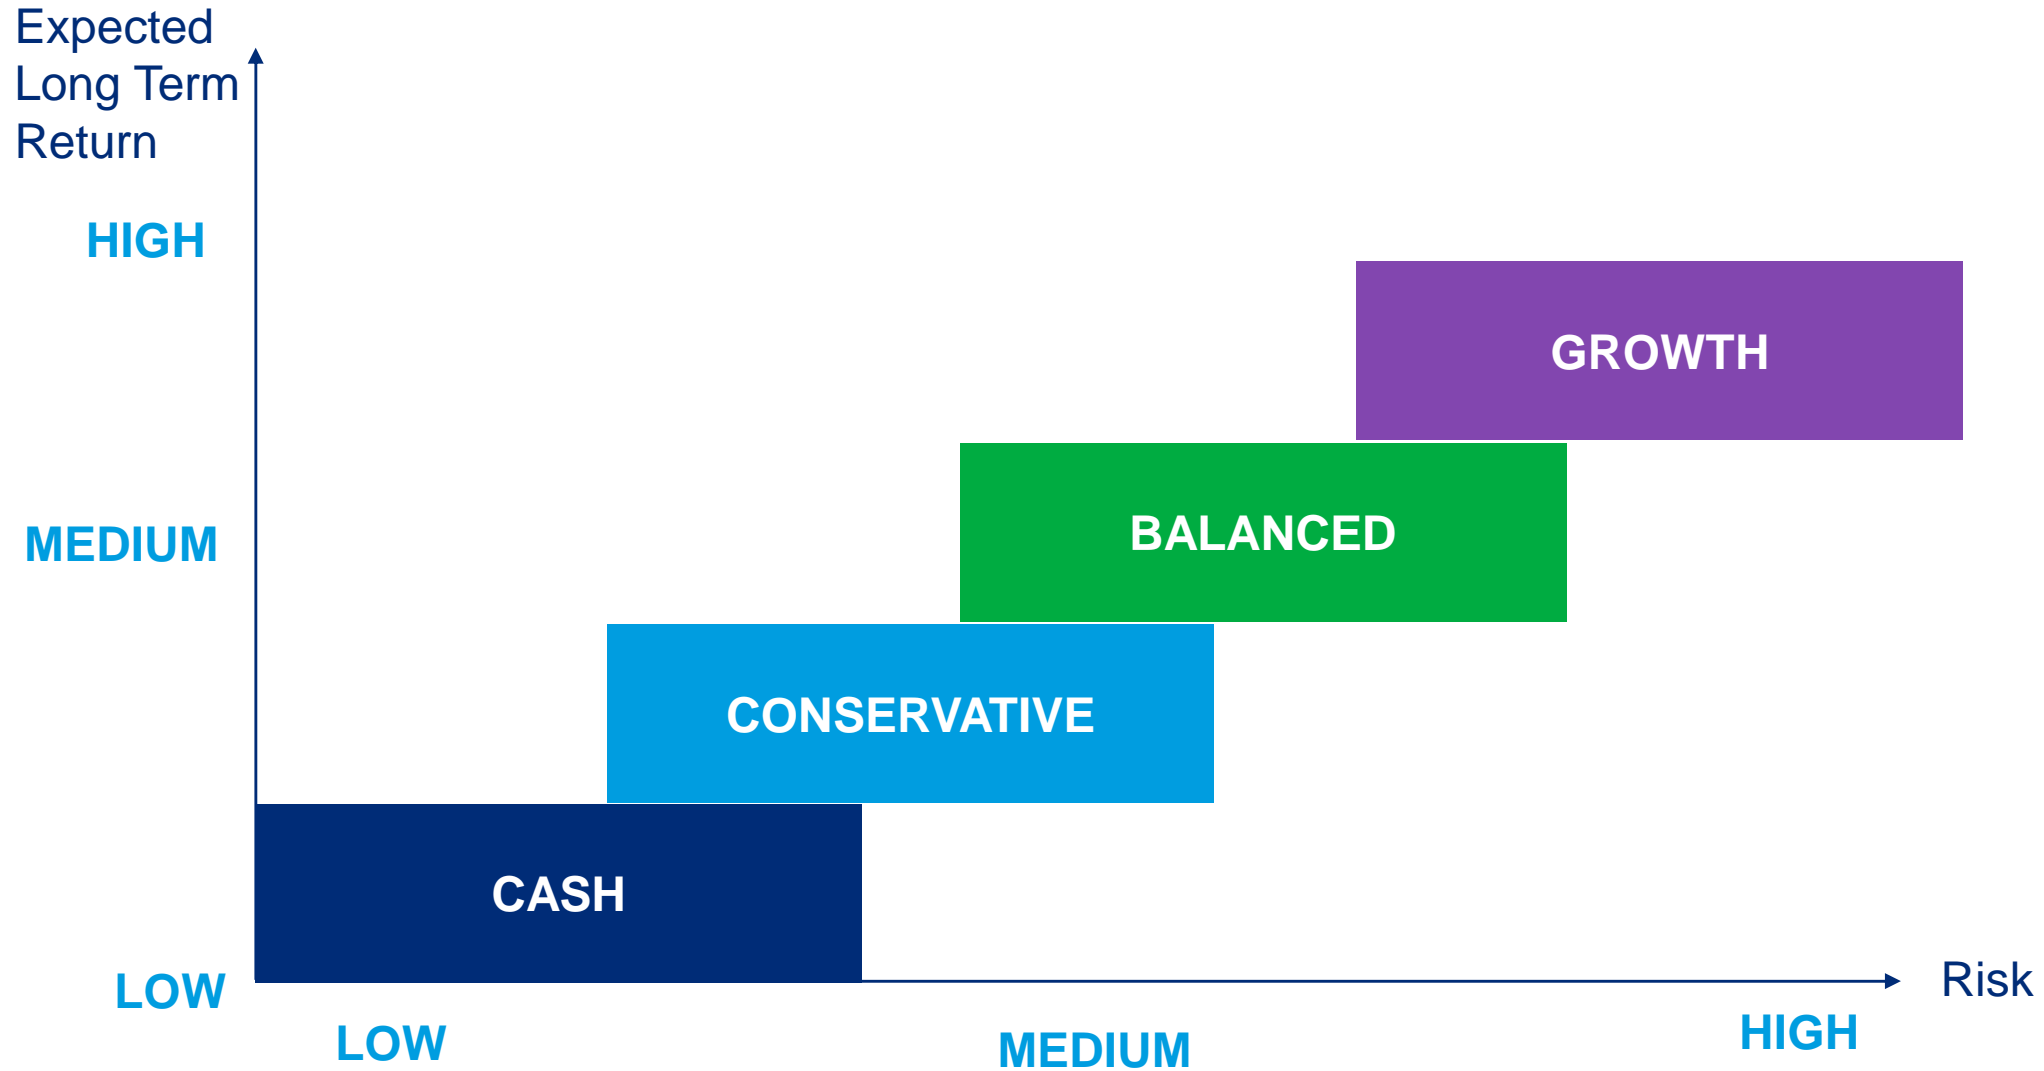 Expected
Long Term
Return
HIGH
GROWTH
BALANCED
MEDIUM
CONSERVATIVE
CASH
LOW
Risk
LOW
MEDIUM
HIGH